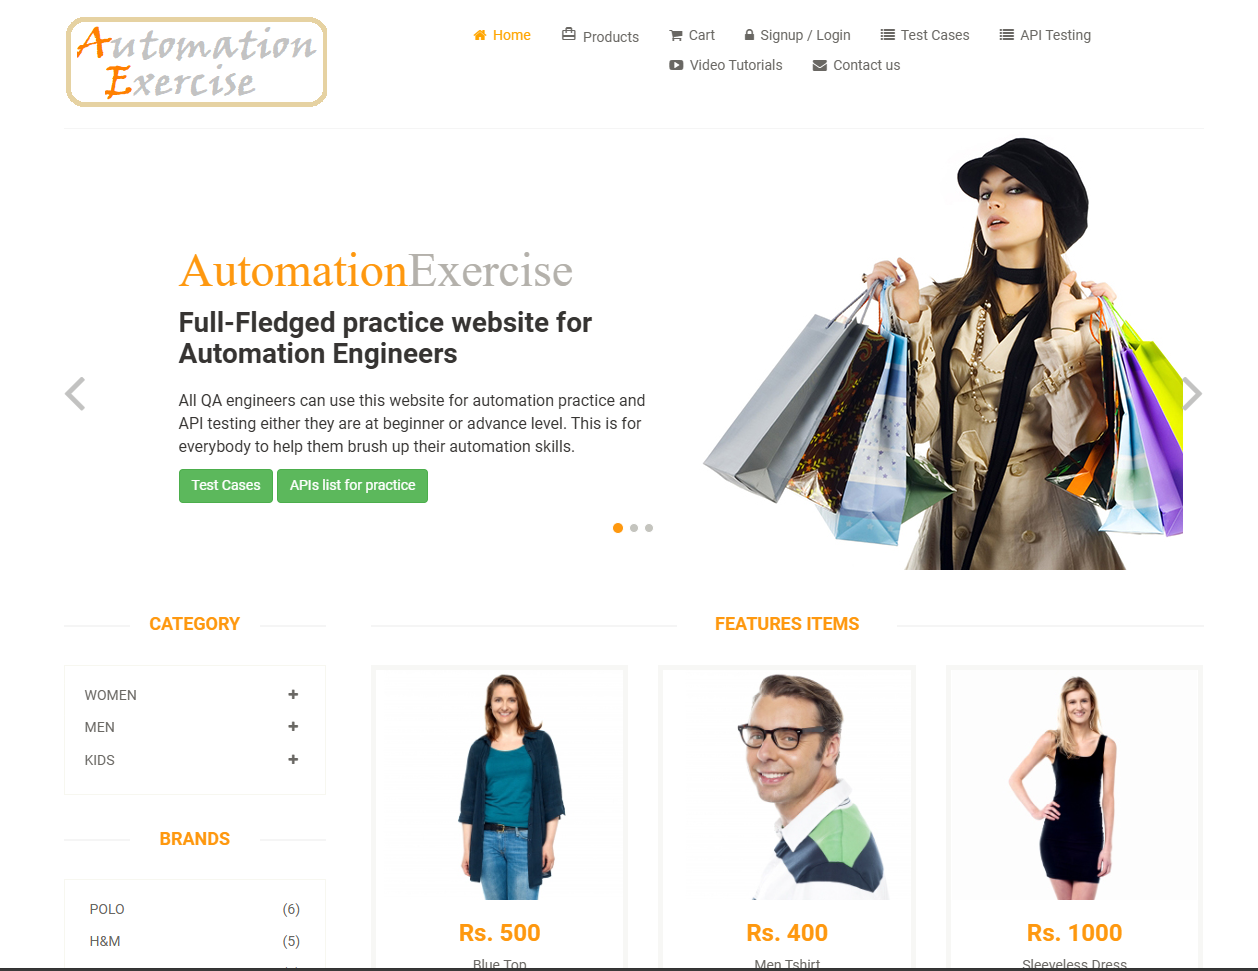 Automation
Exercise
Home
Products
Cart
Signup / Login
Test Cases
API Testing
Video Tutorials
Contact us
AutomationExercise
Full-Fledged practice website for
Automation Engineers
All QA engineers can use this website for automation practice and
API testing either they are at beginner or advance level. This is for
everybody to help them brush up their automation skills.
Test Cases
APIs list for practice
CATEGORY
WOMEN
MEN
KIDS
BRANDS
POLO (6)
H&M (5)
FEATURES ITEMS
Rs. 500
Blue Top
Rs. 400
Men Tshirt
Rs. 1000
Sleeveless Dress